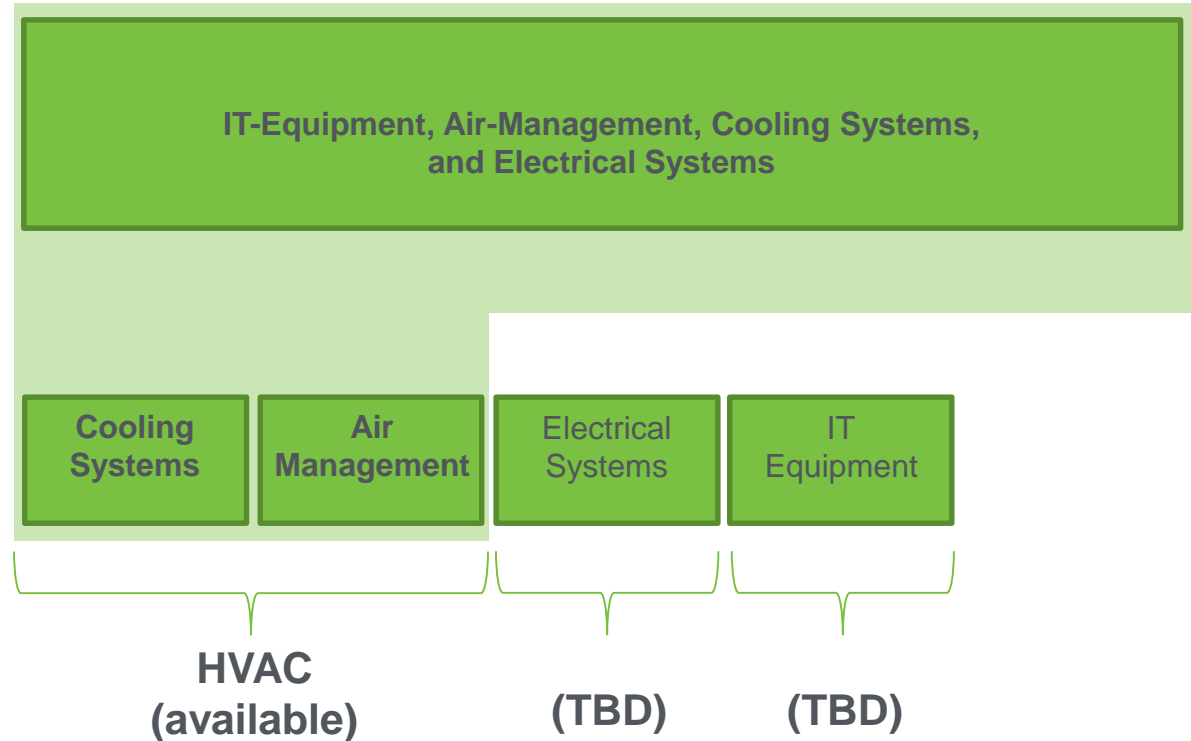 IT-Equipment, Air-Management, Cooling Systems,
and Electrical Systems
Cooling
Systems
Air
Management
Electrical
Systems
IT
Equipment
HVAC
(available)
(TBD)
(TBD)